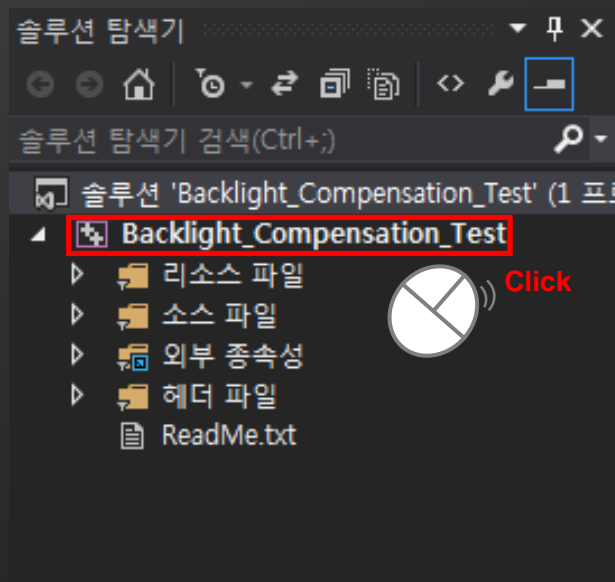 솔루션 탐색기
솔루션 탐색기 검색(Ctrl+;)
솔루션 'Backlight_Compensation_Test' (1 프
Backlight_Compensation_Test
리소스 파일
Click
소스 파일
외부 종속성
헤더 파일
ReadMe.txt